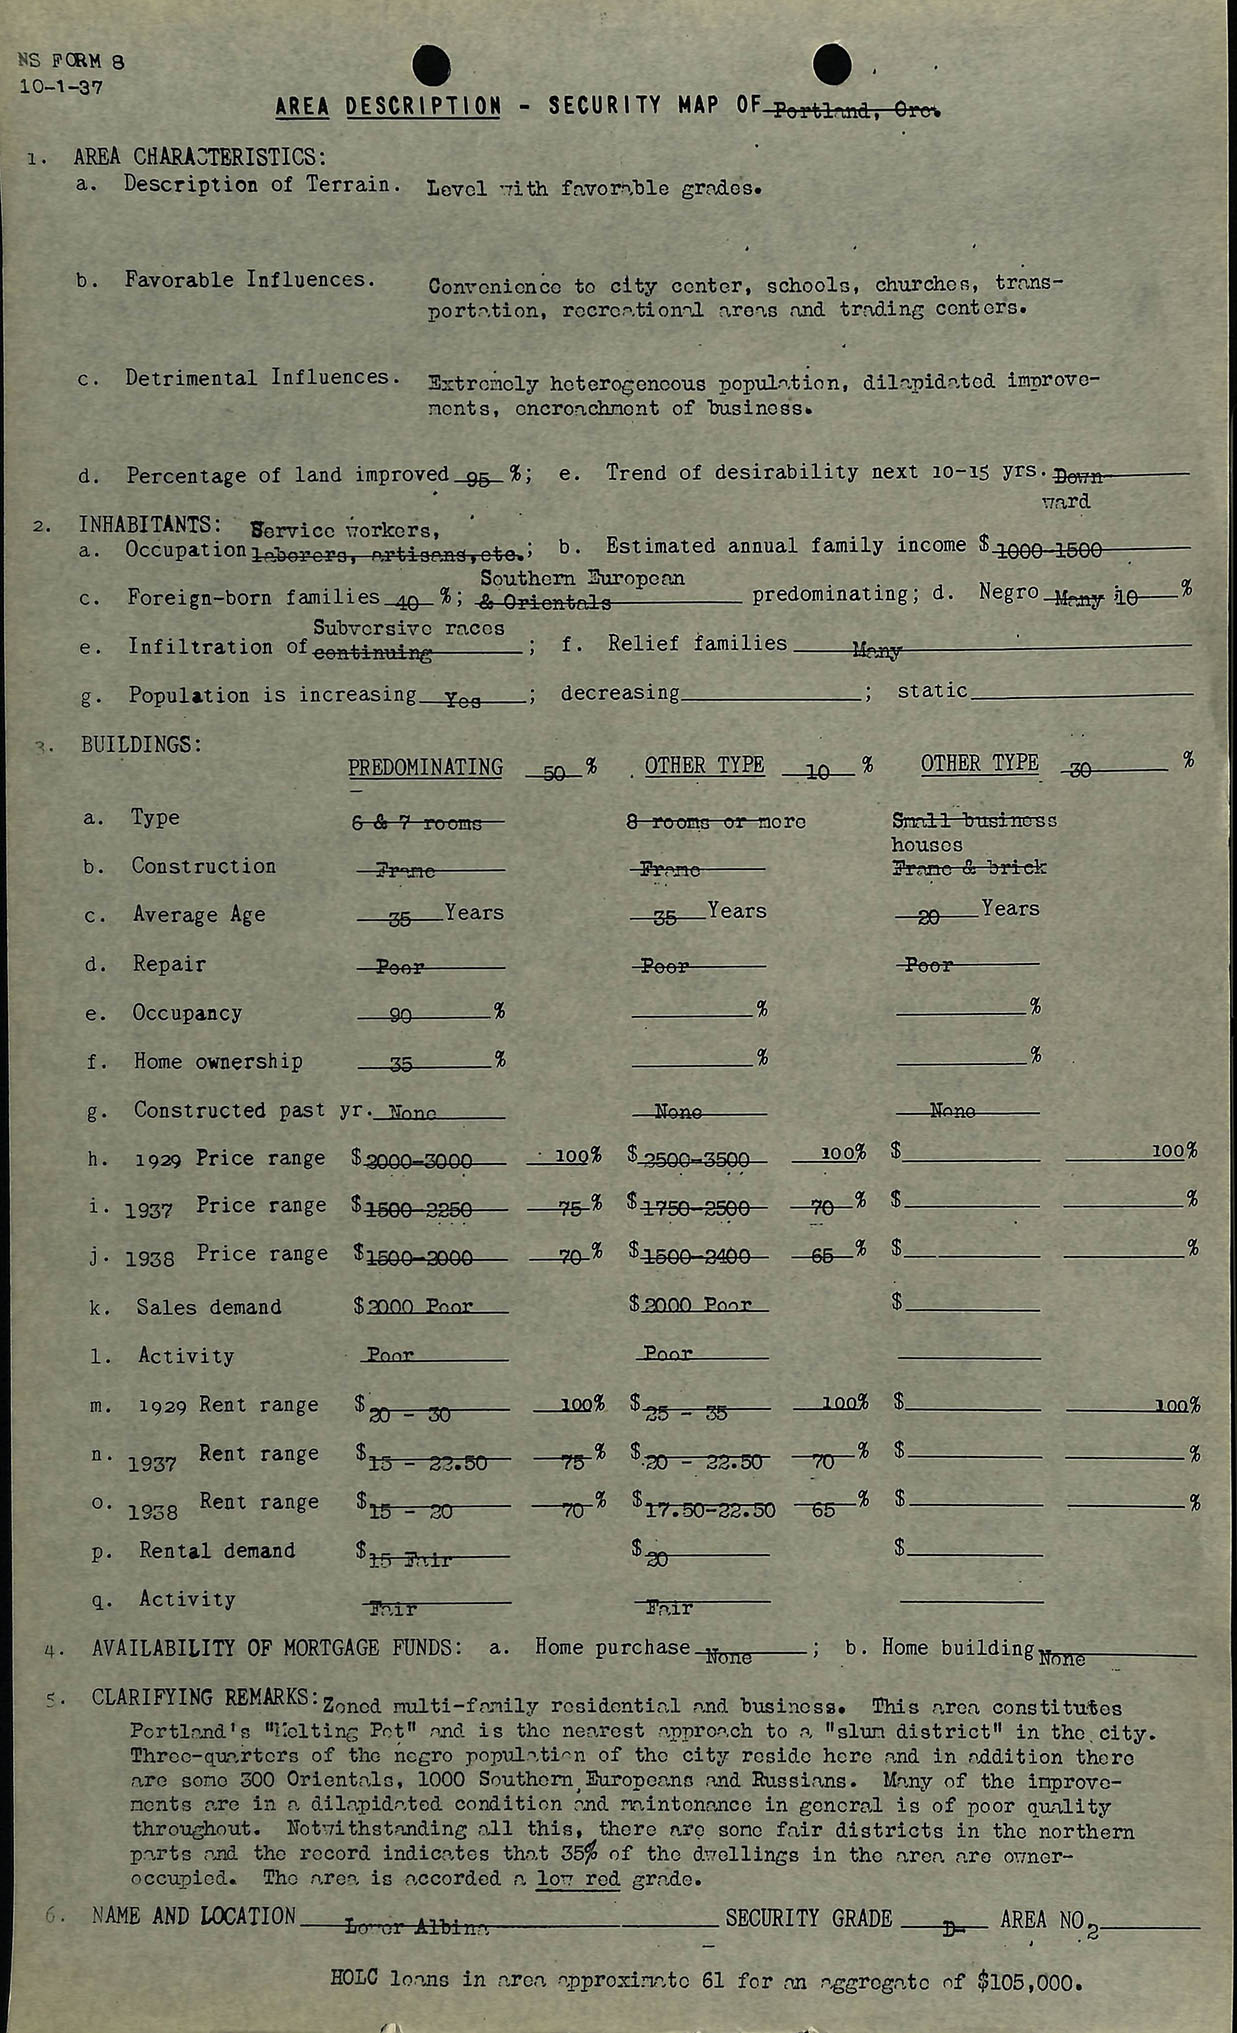 NS FORM 8
10-1-37
AREA DESCRIPTION - SECURITY MAP OF Portland, Ore.
1. AREA CHARACTERISTICS:
a. Description of Terrain. Level with favorable grades.
b. Favorable Influences. Convenience to city center, schools, churches, trans-
portation, recreational areas and trading centers.
c. Detrimental Influences. Extremely heterogeneous population, dilapidated improve-
ments, encroachment of business.
d. Percentage of land improved 95 %; e. Trend of desirability next 10-15 yrs. Down
ward
2. INHABITANTS: Service workers,
a. Occupation laborers, artisans, etc.; b. Estimated annual family income $ 1000-1500
Southern European
c. Foreign-born families 40 %; & Orientals predominating; d. Negro Many 10 %
Subversive races
e. Infiltration of continuing ; f. Relief families Many
g. Population is increasing Yes ; decreasing ; static
3. BUILDINGS:
PREDOMINATING 50 % OTHER TYPE 10 % OTHER TYPE 30 %
a. Type 6 & 7 rooms 8 rooms or more Small business
houses
b. Construction Frame Frame Frame & brick
c. Average Age 35 Years 35 Years 20 Years
d. Repair Poor Poor Poor
e. Occupancy 90 % % %
f. Home ownership 35 % % %
g. Constructed past yr. None None None
h. 1929 Price range $ 2000-3000 100% $ 2500-3500 100% $ 100%
i. 1937 Price range $ 1500-2250 75 % $ 1750-2500 70 % $ %
j. 1938 Price range $ 1500-2000 70 % $ 1500-2400 65 % $ %
k. Sales demand $ 2000 Poor $ 2000 Poor $
l. Activity Poor Poor
m. 1929 Rent range $ 20 - 30 100% $ 25 - 35 100% $ 100%
n. 1937 Rent range $ 15 - 22.50 75 % $ 20 - 22.50 70 % $ %
o. 1938 Rent range $ 15 - 20 70 % $ 17.50-22.50 65 % $ %
p. Rental demand $ 15 Fair $ 20 $
q. Activity Fair Fair
4. AVAILABILITY OF MORTGAGE FUNDS: a. Home purchase None ; b. Home building None
5. CLARIFYING REMARKS: Zoned multi-family residential and business. This area constitutes
Portland's "Melting Pot" and is the nearest approach to a "slum district" in the city.
Three-quarters of the negro population of the city reside here and in addition there
are some 300 Orientals, 1000 Southern Europeans and Russians. Many of the improve-
ments are in a dilapidated condition and maintenance in general is of poor quality
throughout. Notwithstanding all this, there are some fair districts in the northern
parts and the record indicates that 35% of the dwellings in the area are owner-
occupied. The area is accorded a low red grade.
6. NAME AND LOCATION Lower Albina SECURITY GRADE D- AREA NO. 2
HOLC loans in area approximate 61 for an aggregate of $105,000.